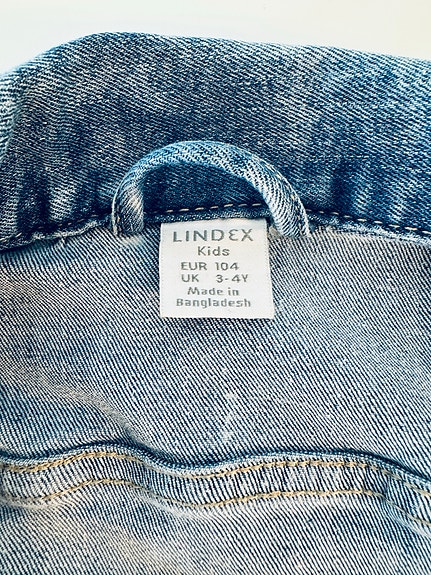 LINDEX
Kids
EUR 104
UK 3-4Y
Made in
Bangladesh